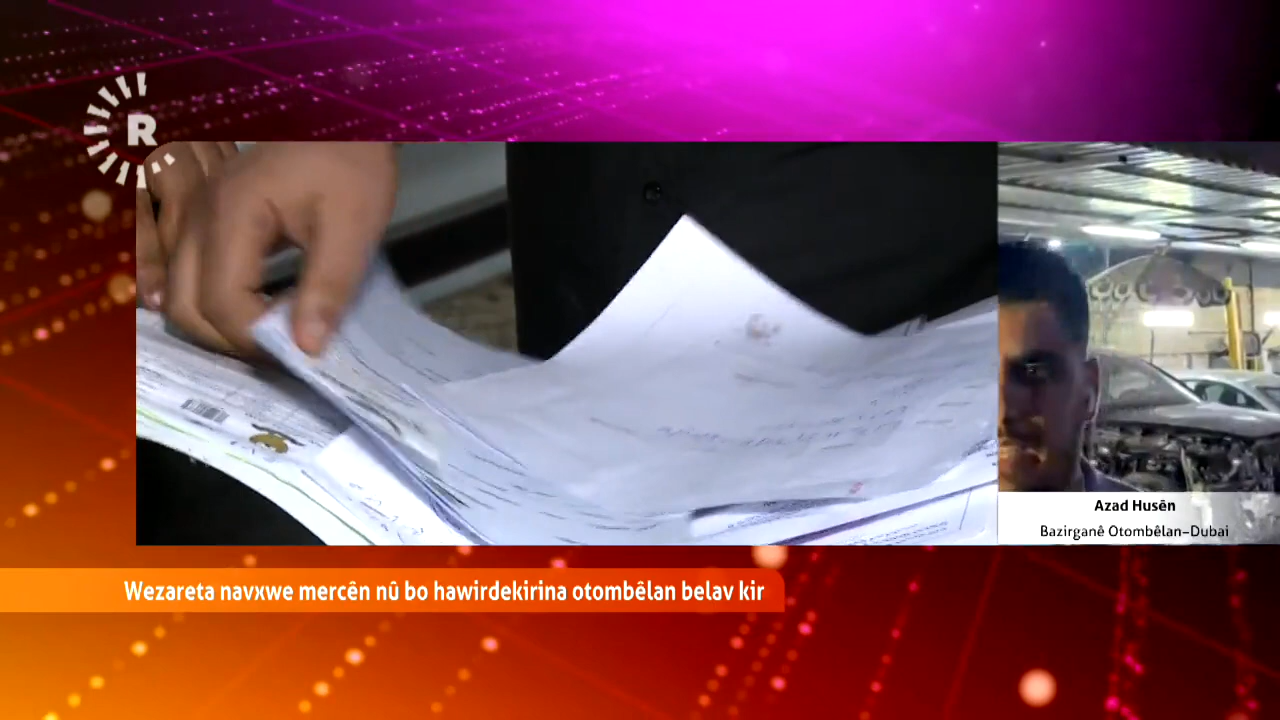 R
Azad Husên
Bazirganê Otombêlan-Dubai
Wezareta navxwe mercên nû bo hawirdekirina otombêlan belav kir